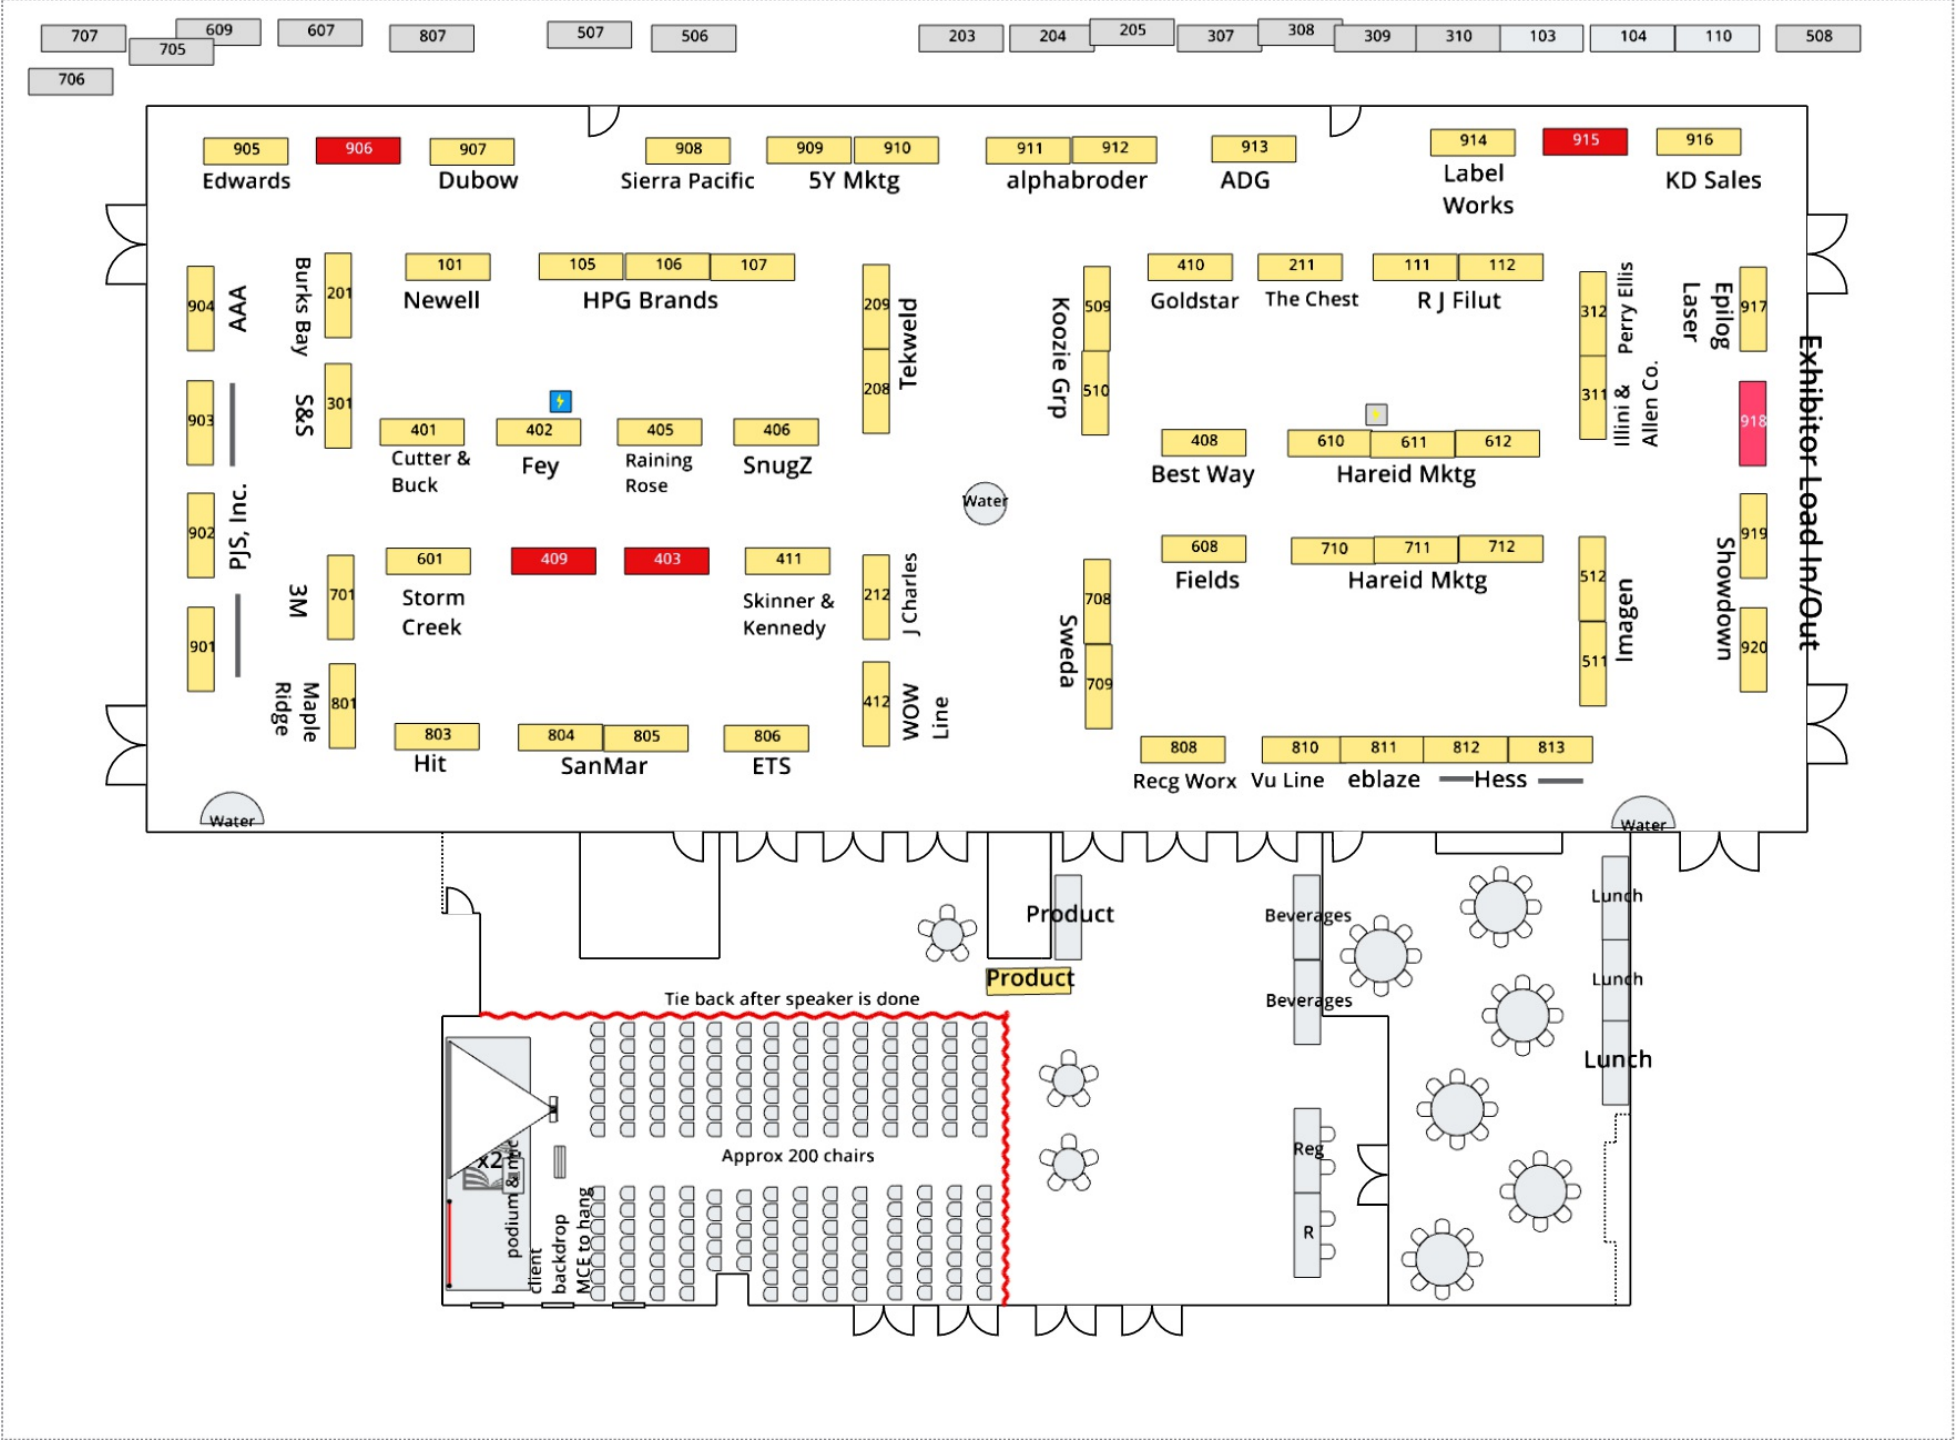 707
705
609
607
807
507
506
203
204
205
307
308
309
310
103
104
110
508
706
905
906
907
908
909
910
911
912
913
914
915
916
Edwards
Dubow
Sierra Pacific
5Y Mktg
alphabroder
ADG
Label
Works
KD Sales
904
AAA
903
902
PJS, Inc.
901
Burks Bay
201
S&S
301
101
Newell
105
106
107
HPG Brands
209
208
Tekweld
401
402
405
406
Cutter &
Buck
Fey
Raining
Rose
SnugZ
Water
3M
701
601
409
403
411
Storm
Creek
Skinner &
Kennedy
212
J Charles
Maple
Ridge
801
803
804
805
806
Hit
SanMar
ETS
412
WOW
Line
Water
Koozie Grp
509
510
410
211
111
112
Goldstar
The Chest
R J Filut
312
Perry Ellis
311
Illini &
Allen Co.
Epilog
Laser
917
918
Exhibitor Load In/Out
408
610
611
612
Best Way
Hareid Mktg
608
710
711
712
Fields
Hareid Mktg
Sweda
708
709
512
511
Imagen
919
920
Showdown
808
810
811
812
813
Recg Worx
Vu Line
eblaze
Hess
Water
Product
Product
Beverages
Beverages
Lunch
Lunch
Lunch
Tie back after speaker is done
Approx 200 chairs
x2
podium & mic
client
backdrop
MCE to hang
Reg
R